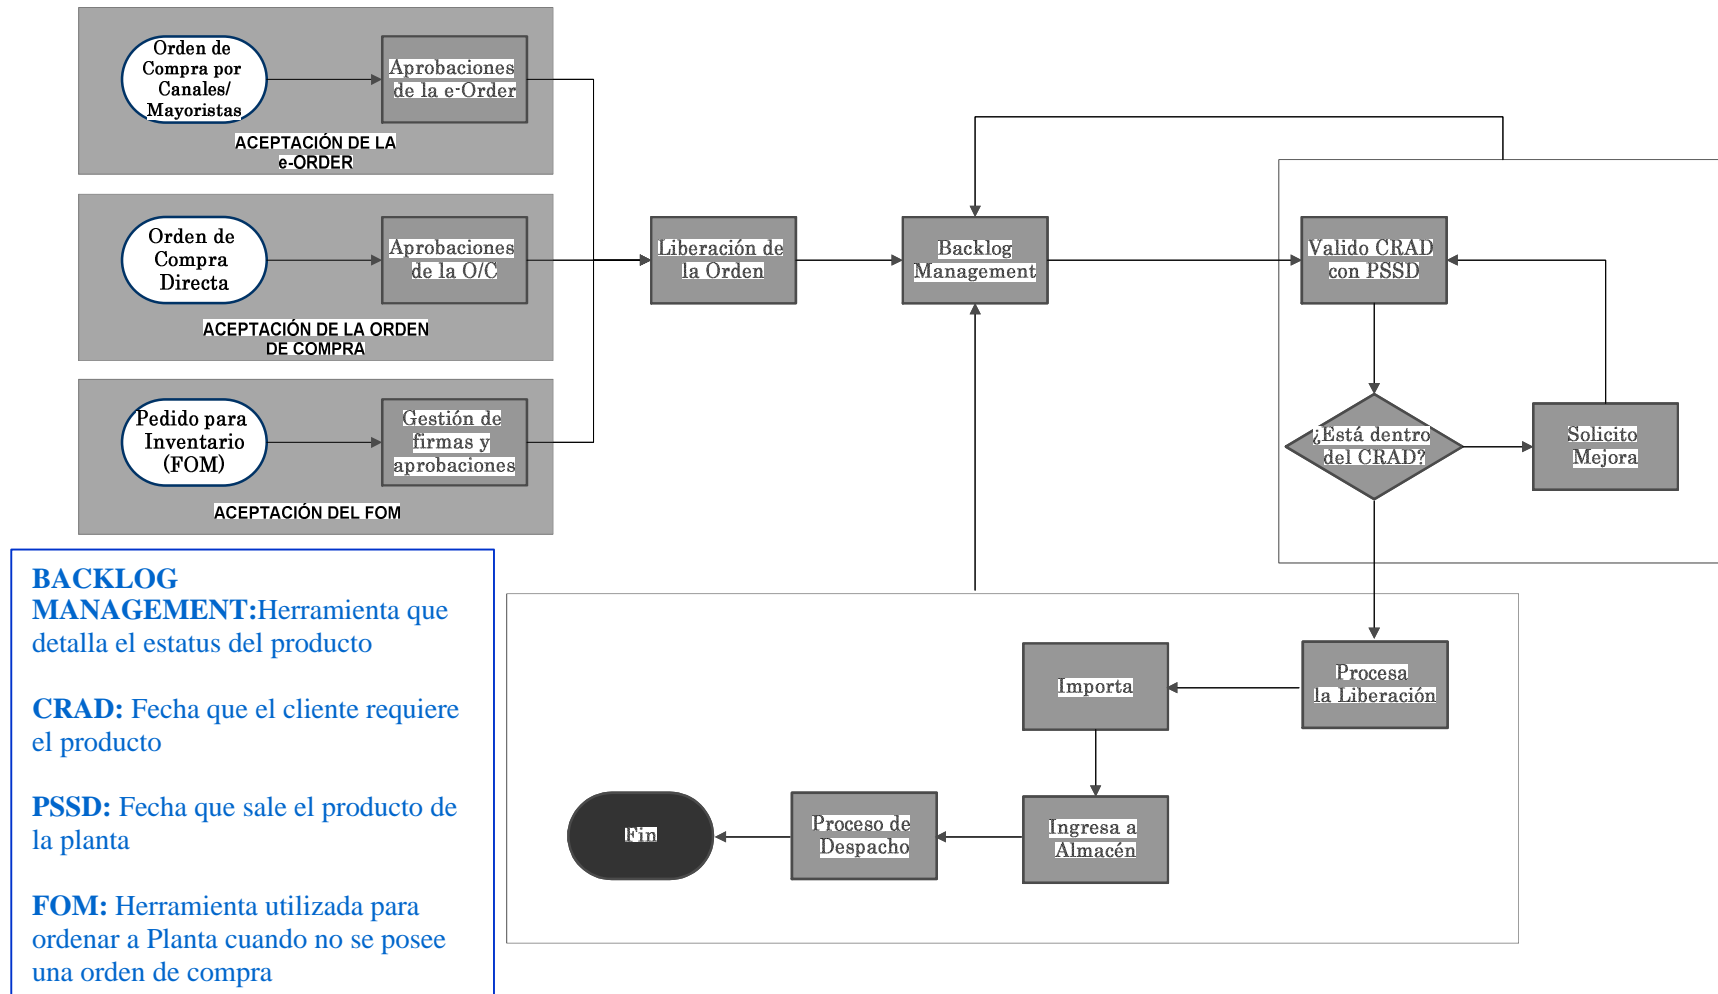 Orden de
Compra por
Canales/
Mayoristas
Aprobaciones
de la e-Order
ACEPTACIÓN DE LA
e-ORDER
Orden de
Compra
Directa
Aprobaciones
de la O/C
ACEPTACIÓN DE LA ORDEN
DE COMPRA
Pedido para
Inventario
(FOM)
Gestión de
firmas y
aprobaciones
ACEPTACIÓN DEL FOM
Liberación de
la Orden
Backlog
Management
Valido CRAD
con PSSD
¿Está dentro
del CRAD?
Solicito
Mejora
Procesa
la Liberación
Importa
Ingresa a
Almacén
Proceso de
Despacho
Fin
BACKLOG
MANAGEMENT:Herramienta que
detalla el estatus del producto
CRAD: Fecha que el cliente requiere
el producto
PSSD: Fecha que sale el producto de
la planta
FOM: Herramienta utilizada para
ordenar a Planta cuando no se posee
una orden de compra